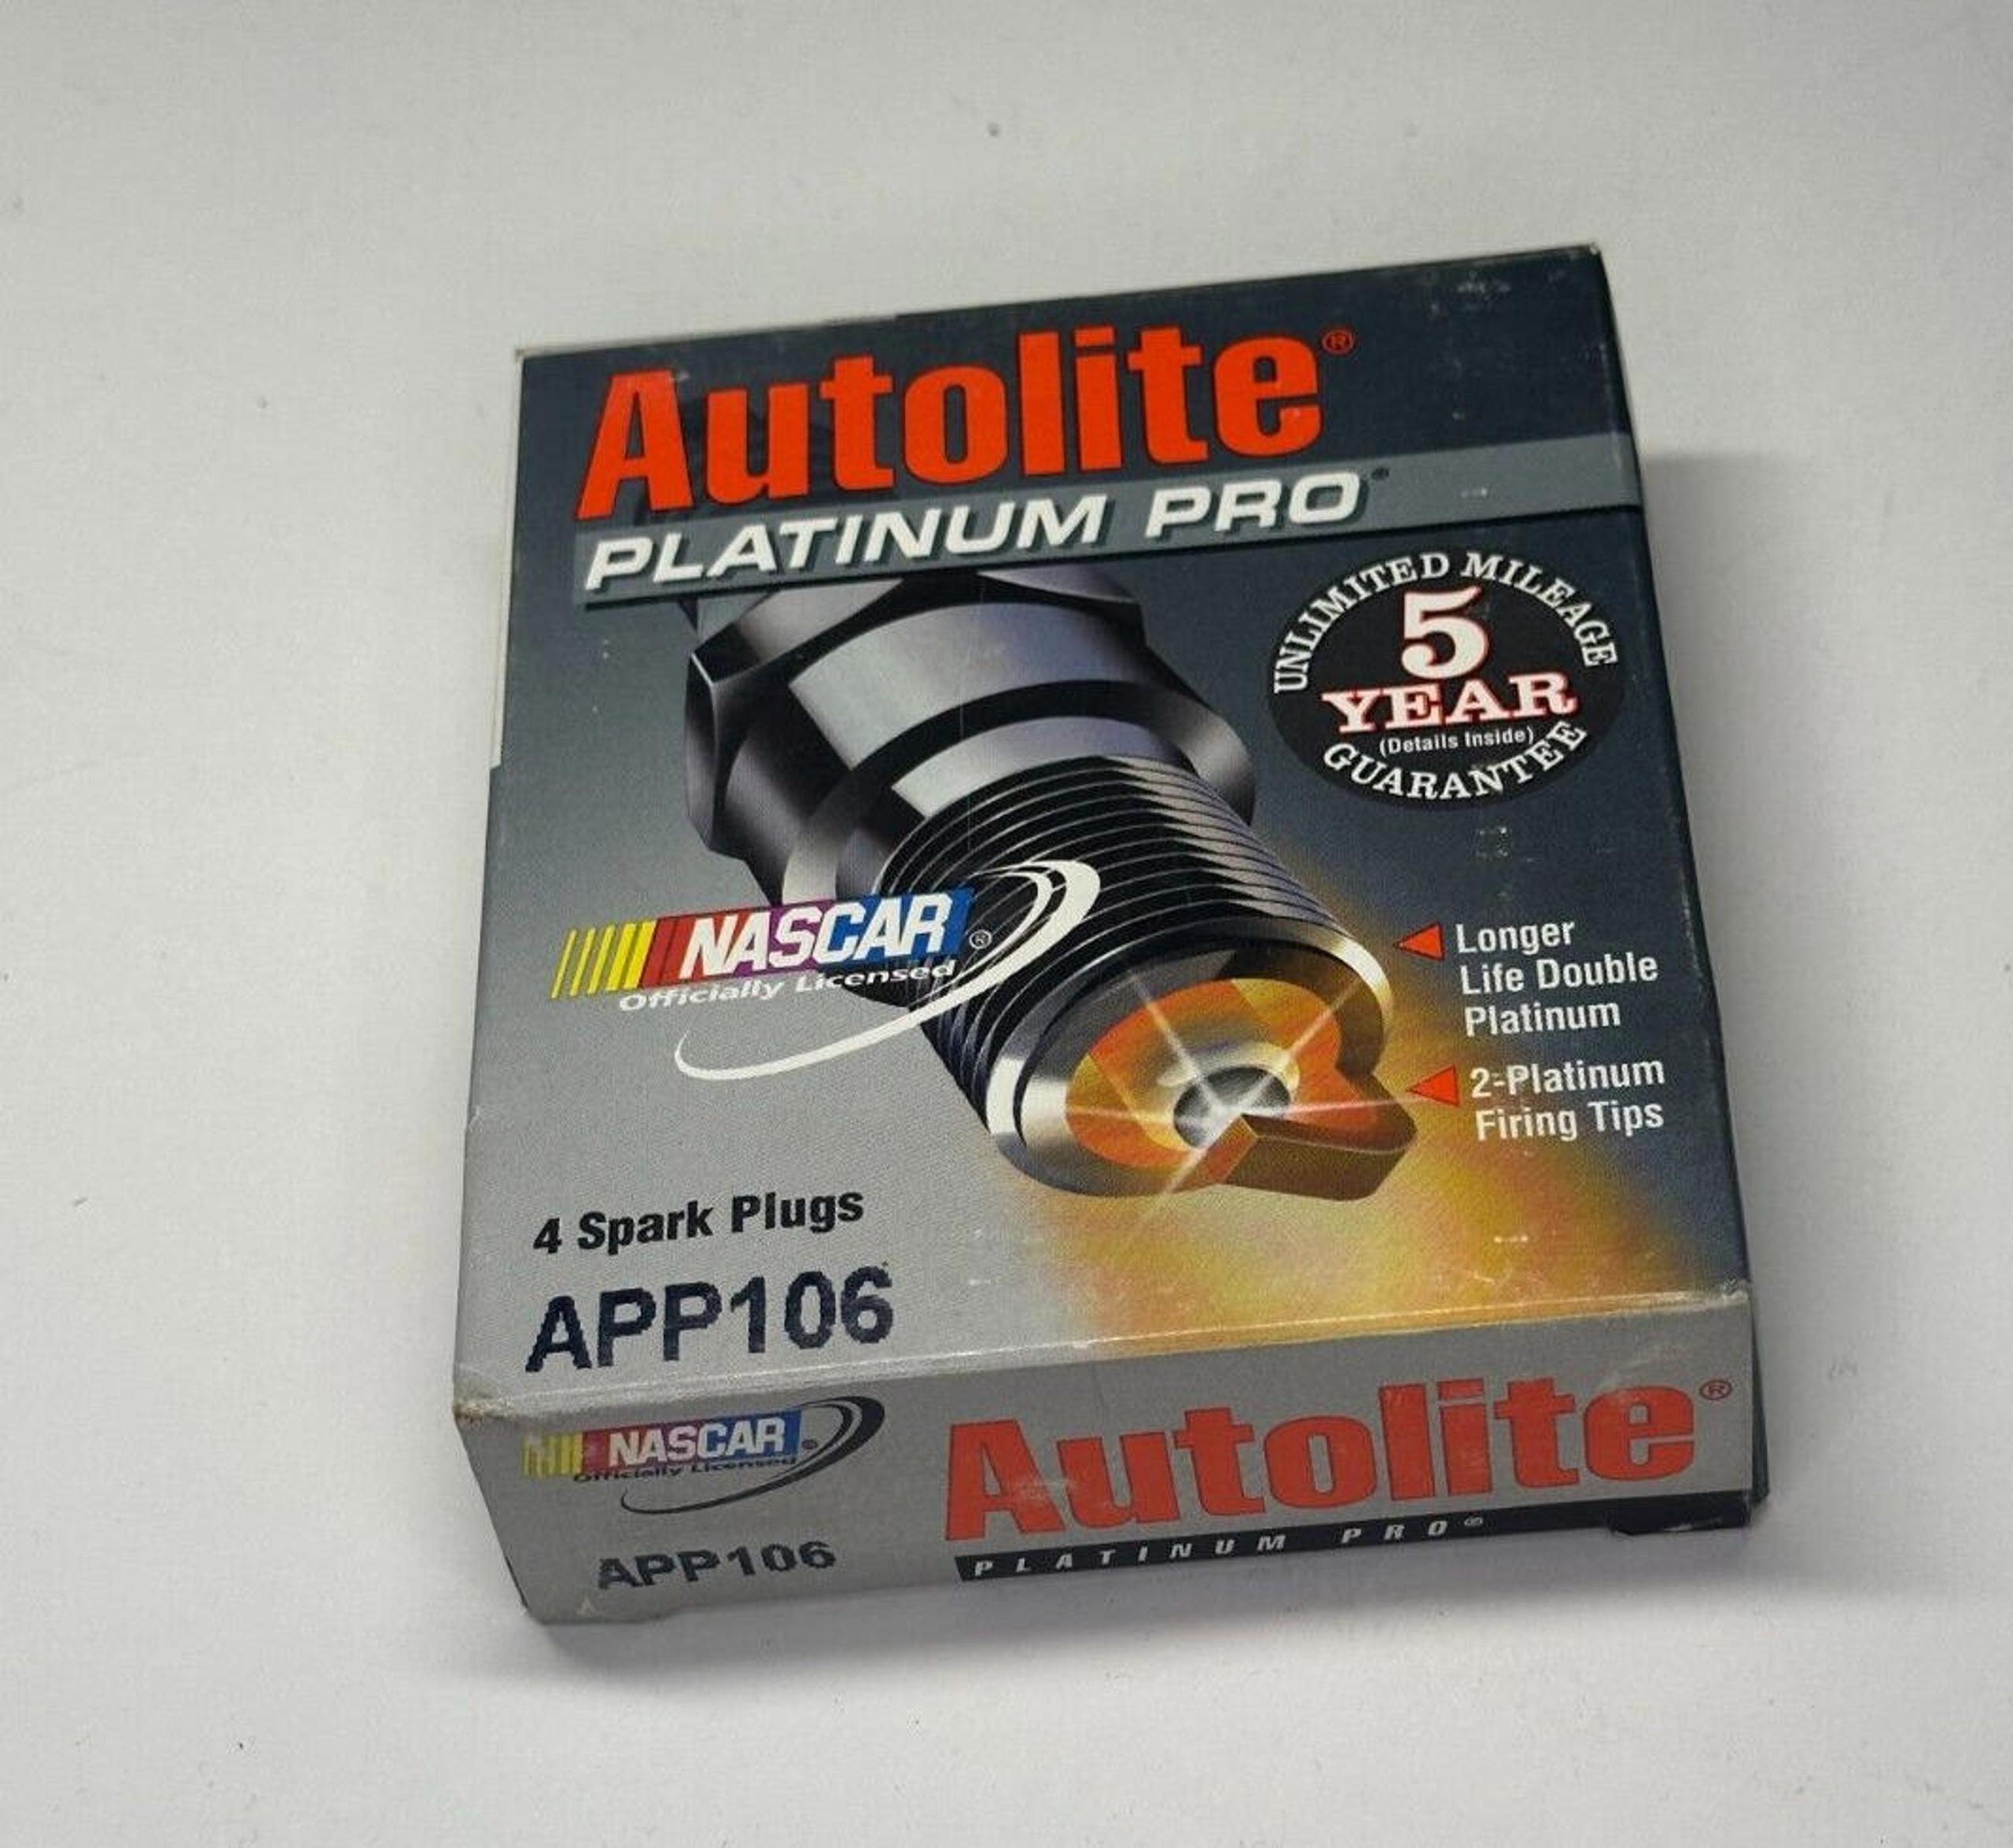 Autolite®
PLATINUM PRO®
UNLIMITED MILEAGE
5
YEAR
(Details Inside)
GUARANTEE
NASCAR®
Officially Licensed
Longer
Life Double
Platinum
2-Platinum
Firing Tips
4 Spark Plugs
APP106
NASCAR®
Officially Licensed
Autolite®
APP106
PLATINUM PRO®